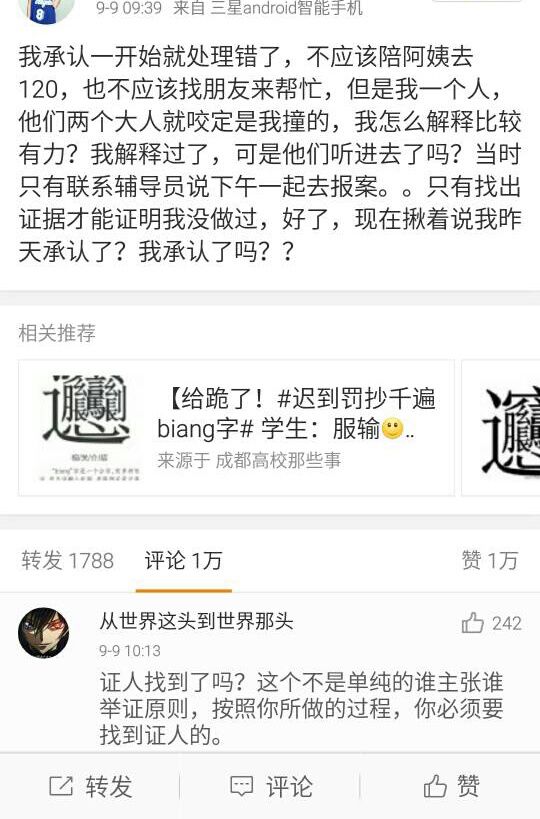 9-9 09:39 来自 三星android智能手机
我承认一开始就处理错了，不应该陪阿姨去
120，也不应该找朋友来帮忙，但是我一个人，
他们两个大人就咬定是我撞的，我怎么解释比较
有力？我解释过了，可是他们听进去了吗？当时
只有联系辅导员说下午一起去报案。。只有找出
证据才能证明我没做过，好了，现在揪着说我昨
天承认了？我承认了吗？？
相关推荐
【给跪了！#迟到罚抄千遍
biang字# 学生：服输🙂..
来源于 成都高校那些事
转发 1788 评论 1万 赞 1万
从世界这头到世界那头 242
9-9 10:13
证人找到了吗？这个不是单纯的谁主张谁
举证原则，按照你所做的过程，你必须要
找到证人的。
转发 评论 赞